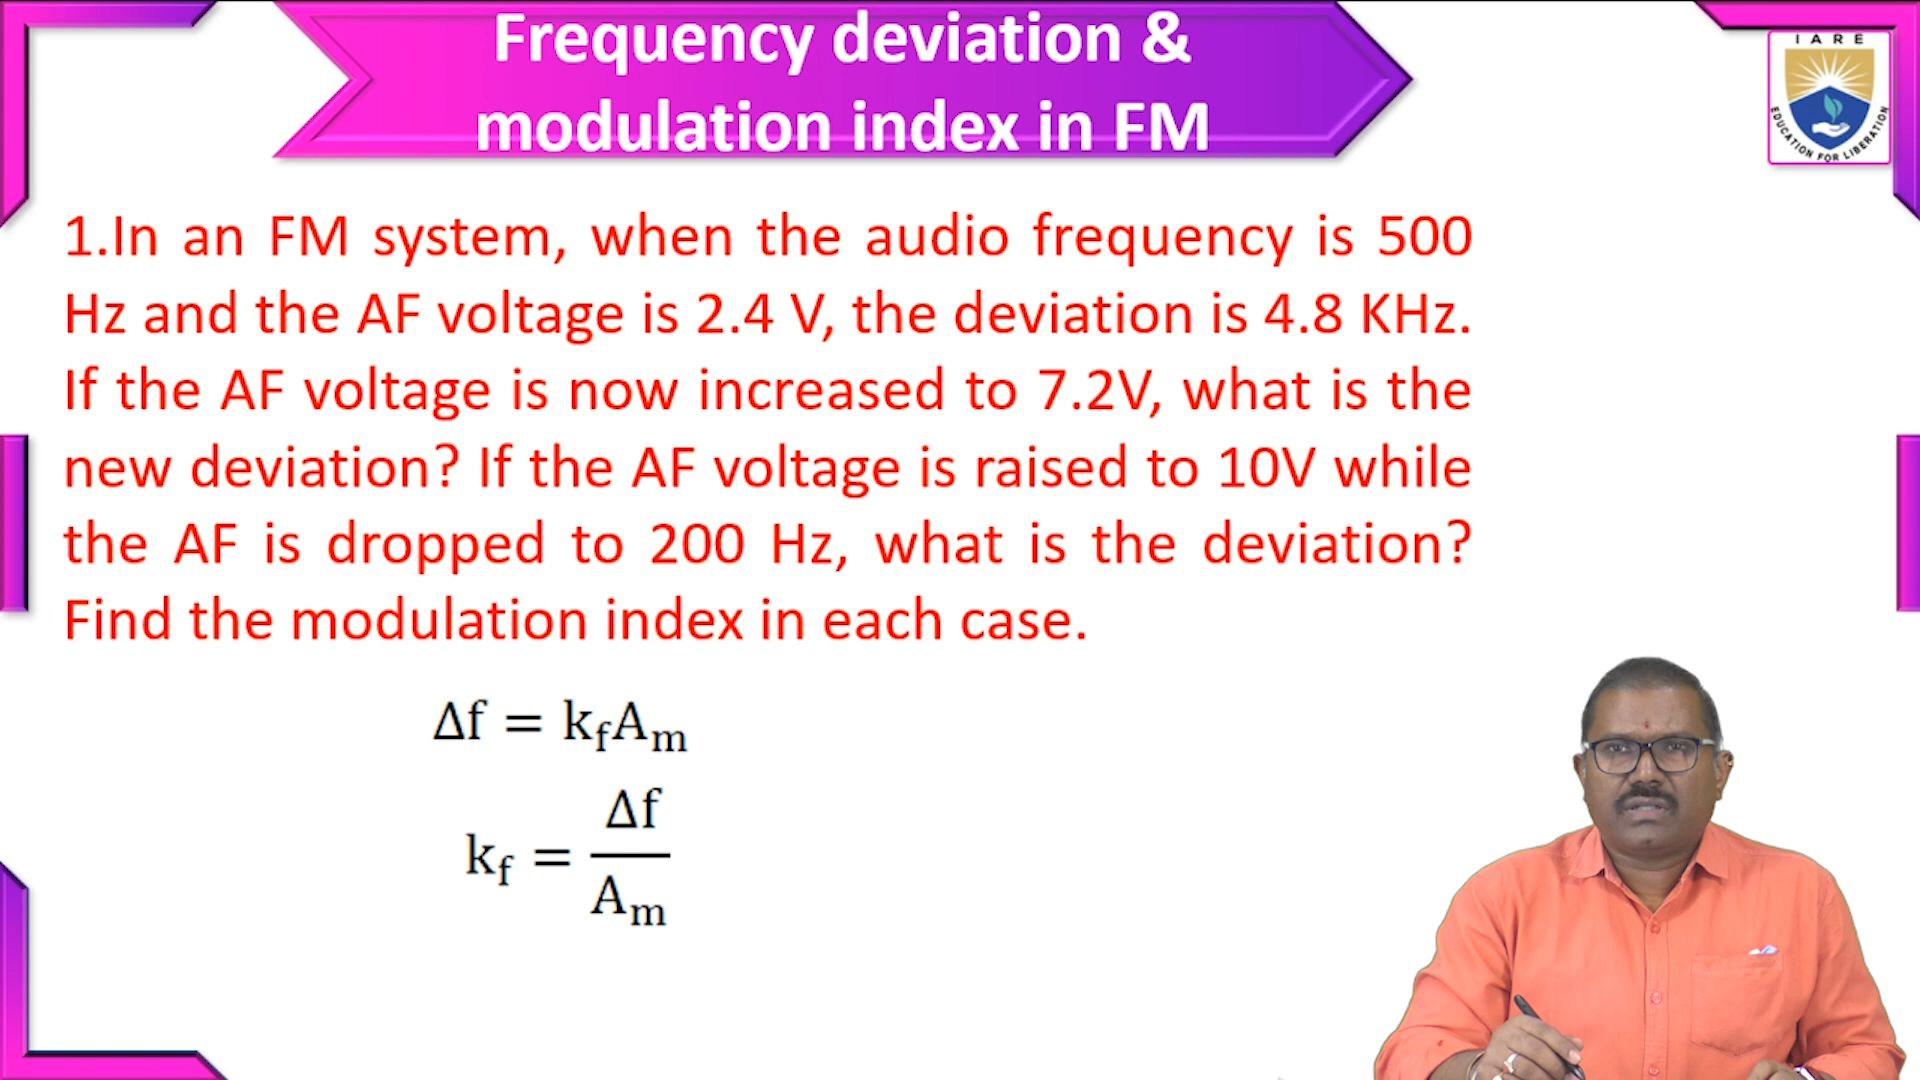 Frequency deviation &
modulation index in FM
I A R E
EDUCATION FOR LIBERATION
1.In an FM system, when the audio frequency is 500
Hz and the AF voltage is 2.4 V, the deviation is 4.8 KHz.
If the AF voltage is now increased to 7.2V, what is the
new deviation? If the AF voltage is raised to 10V while
the AF is dropped to 200 Hz, what is the deviation?
Find the modulation index in each case.
Δf = k_f A_m
k_f = Δf / A_m